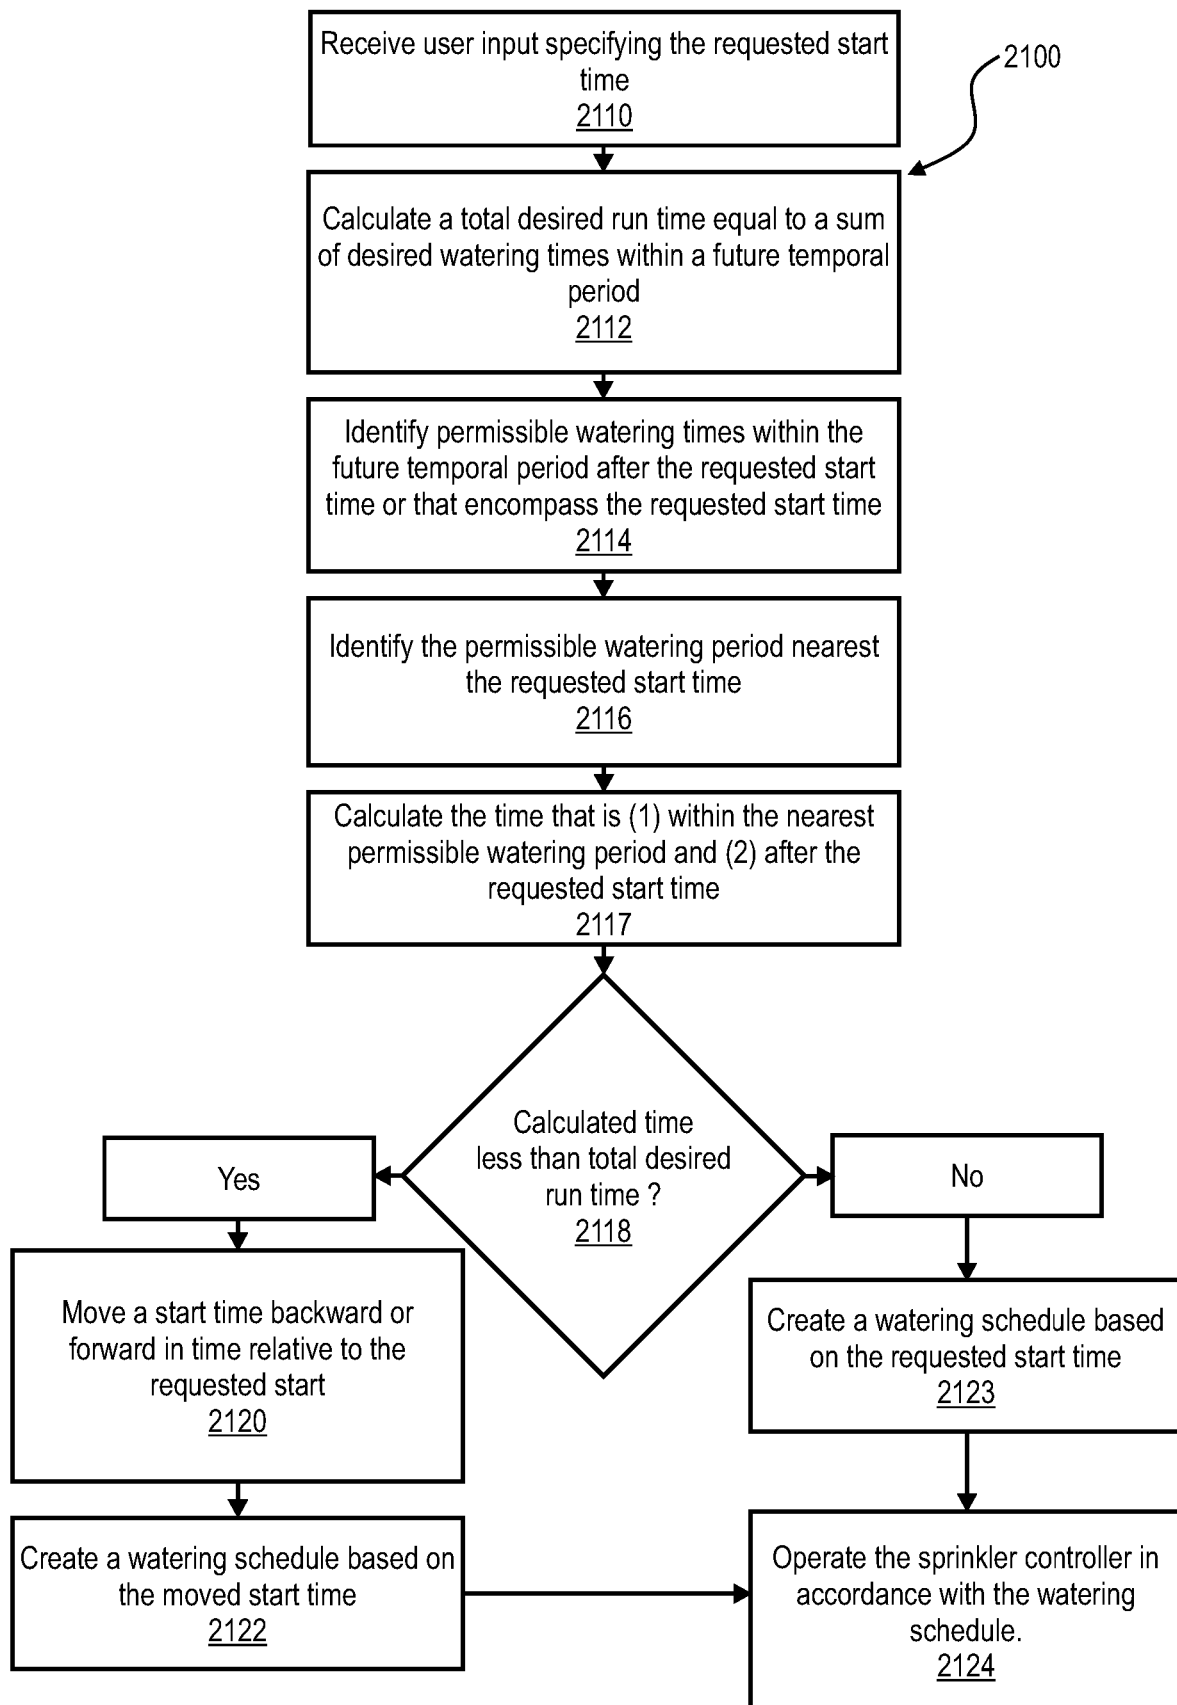 Receive user input specifying the requested start
time
2110
2100
Calculate a total desired run time equal to a sum
of desired watering times within a future temporal
period
2112
Identify permissible watering times within the
future temporal period after the requested start
time or that encompass the requested start time
2114
Identify the permissible watering period nearest
the requested start time
2116
Calculate the time that is (1) within the nearest
permissible watering period and (2) after the
requested start time
2117
Calculated time
less than total desired
run time ?
2118
Yes
No
Move a start time backward or
forward in time relative to the
requested start
2120
Create a watering schedule based
on the requested start time
2123
Create a watering schedule based on
the moved start time
2122
Operate the sprinkler controller in
accordance with the watering
schedule.
2124